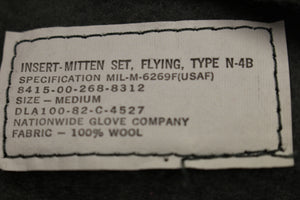 INSERT-MITTEN SET, FLYING, TYPE N-4B
SPECIFICATION MIL-M-6269F(USAF)
8415-00-268-8312
SIZE - MEDIUM
DLA100-82-C-4527
NATIONWIDE GLOVE COMPANY
FABRIC - 100% WOOL